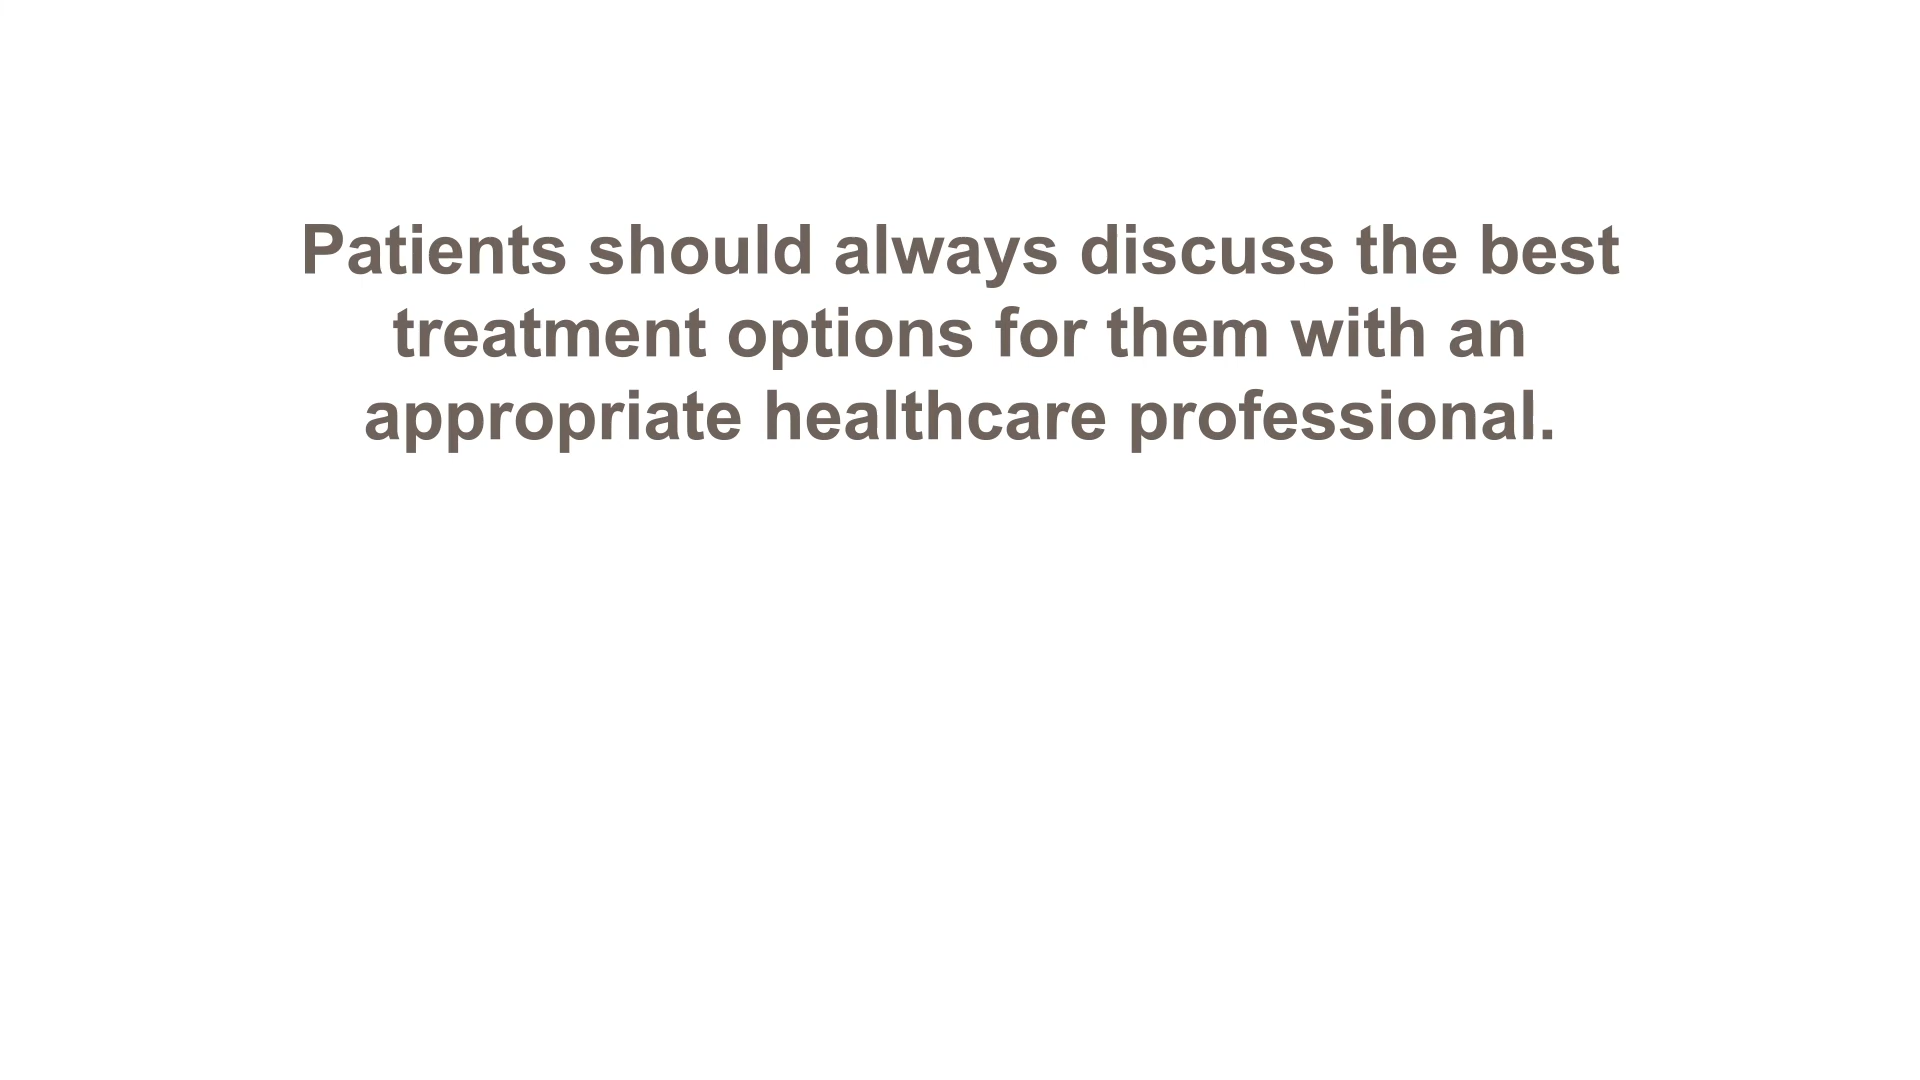 Patients should always discuss the best
treatment options for them with an
appropriate healthcare professional.